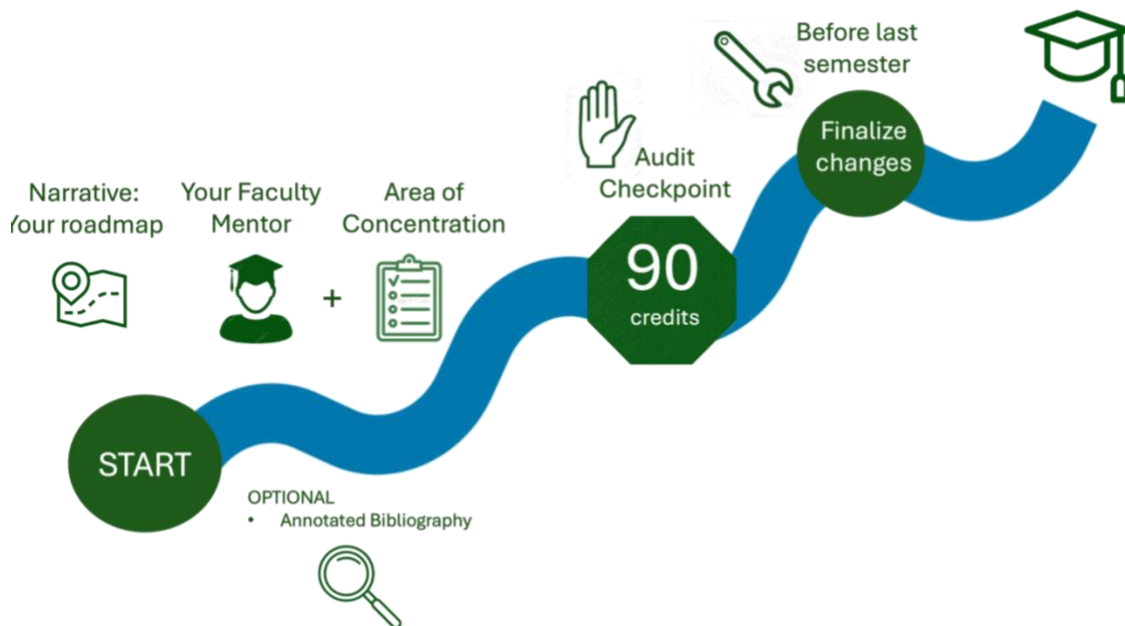 Before last
semester
Finalize
changes
Audit
Checkpoint
90
credits
Narrative:
Your roadmap
Your Faculty
Mentor
+
Area of
Concentration
START
OPTIONAL
• Annotated Bibliography